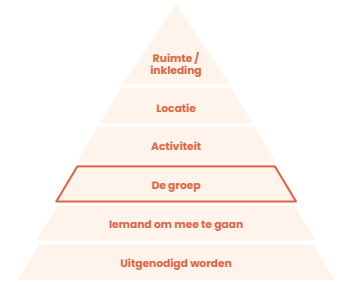 Ruimte /
inkleding
Locatie
Activiteit
De groep
Iemand om mee te gaan
Uitgenodigd worden